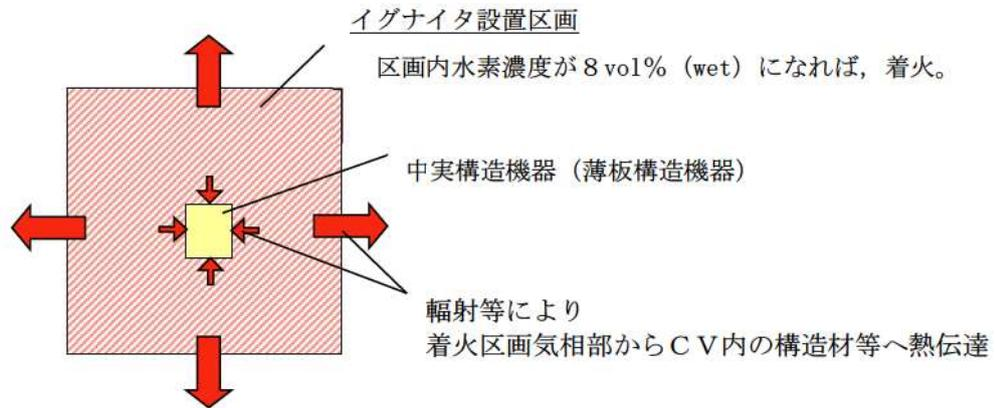 イグナイタ設置区画
区画内水素濃度が８vol％（wet）になれば，着火。
中実構造機器（薄板構造機器）
輻射等により
着火区画気相部からＣＶ内の構造材等へ熱伝達